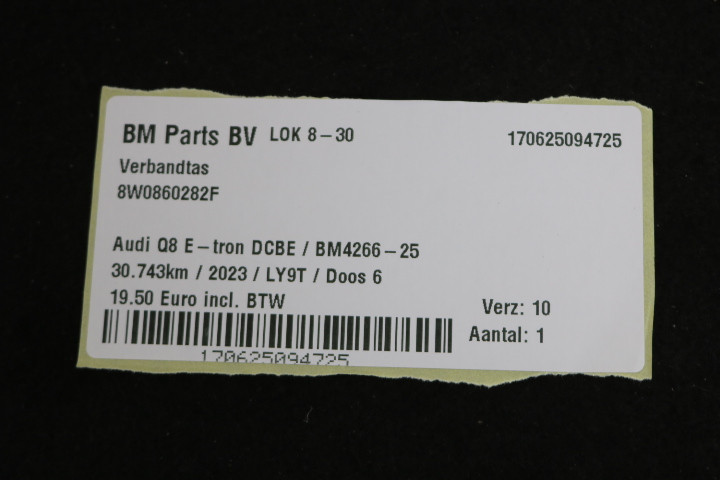 BM Parts BV LOK 8-30 170625094725
Verbandtas
8W0860282F
Audi Q8 E-tron DCBE / BM4266-25
30.743km / 2023 / LY9T / Doos 6
19.50 Euro incl. BTW
Verz: 10
Aantal: 1
170625094725